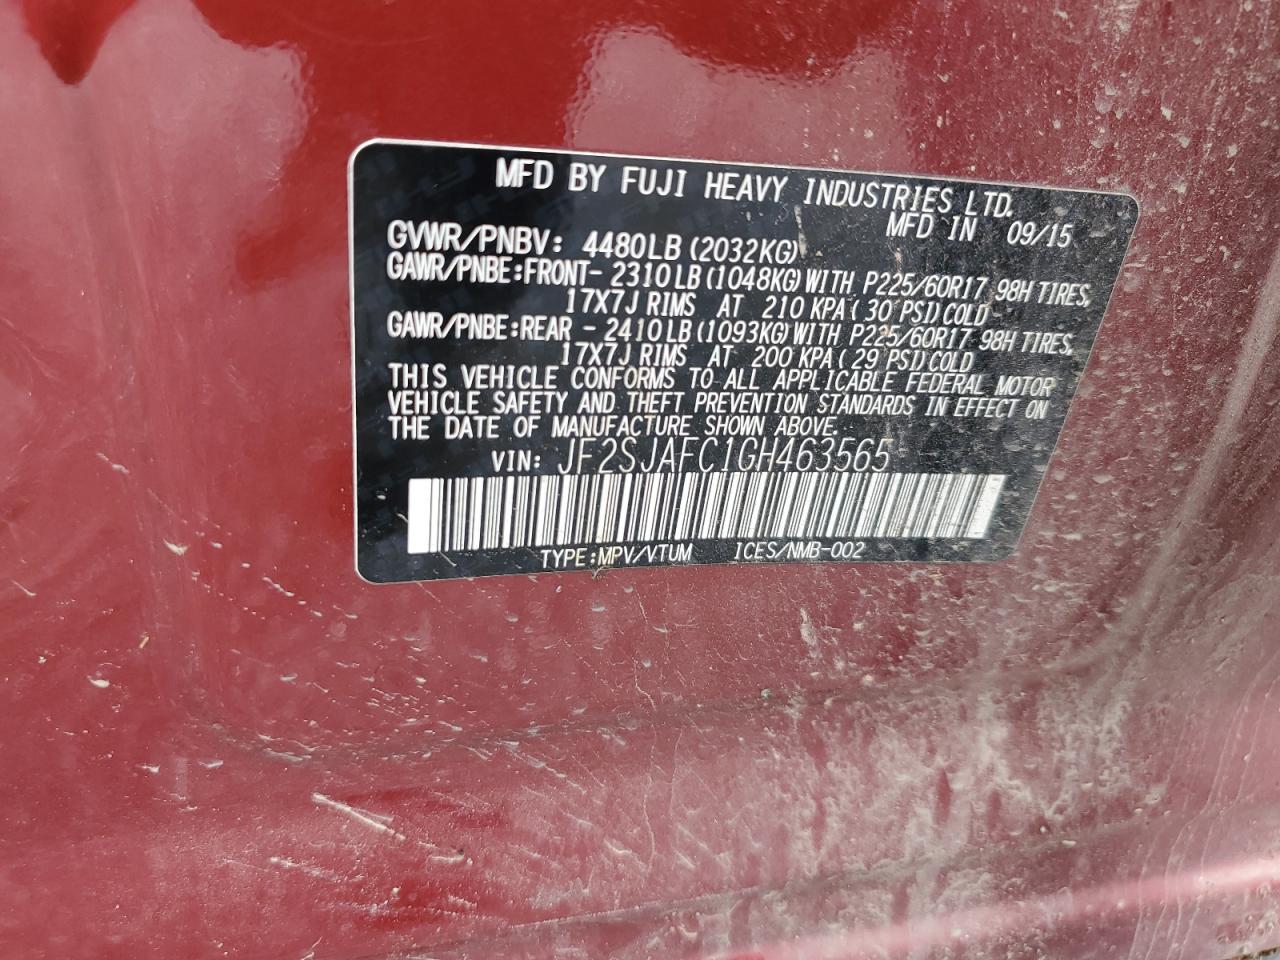 MFD BY FUJI HEAVY INDUSTRIES LTD.
MFD IN 09/15
GVWR/PNBV: 4480LB (2032KG)
GAWR/PNBE:FRONT- 2310LB (1048KG) WITH P225/60R17 98H TIRES,
17X7J RIMS AT 210 KPA ( 30 PSI) COLD
GAWR/PNBE:REAR - 2410LB (1093KG) WITH P225/60R17 98H TIRES,
17X7J RIMS AT 200 KPA ( 29 PSI) COLD
THIS VEHICLE CONFORMS TO ALL APPLICABLE FEDERAL MOTOR
VEHICLE SAFETY AND THEFT PREVENTION STANDARDS IN EFFECT ON
THE DATE OF MANUFACTURE SHOWN ABOVE.
VIN: JF2SJAFC1GH463565
TYPE:MPV/VTUM ICES/NMB-002